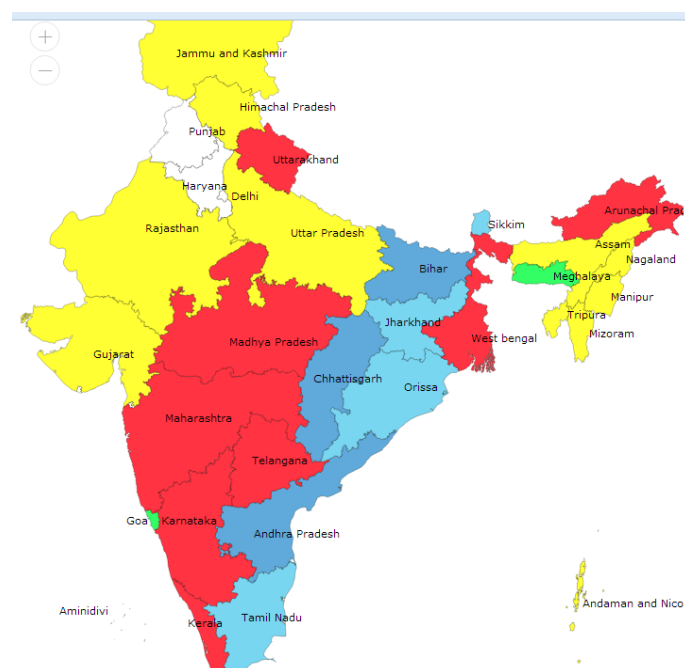 Jammu and Kashmir
Himachal Pradesh
Punjab
Uttarakhand
Haryana
Delhi
Rajasthan
Uttar Pradesh
Sikkim
Arunachal Prad
Assam
Nagaland
Bihar
Meghalaya
Manipur
Tripura
Jharkhand
Mizoram
West bengal
Madhya Pradesh
Gujarat
Chhattisgarh
Orissa
Maharashtra
Telangana
Goa
Karnataka
Andhra Pradesh
Andaman and Nico
Aminidivi
Tamil Nadu
Kerala